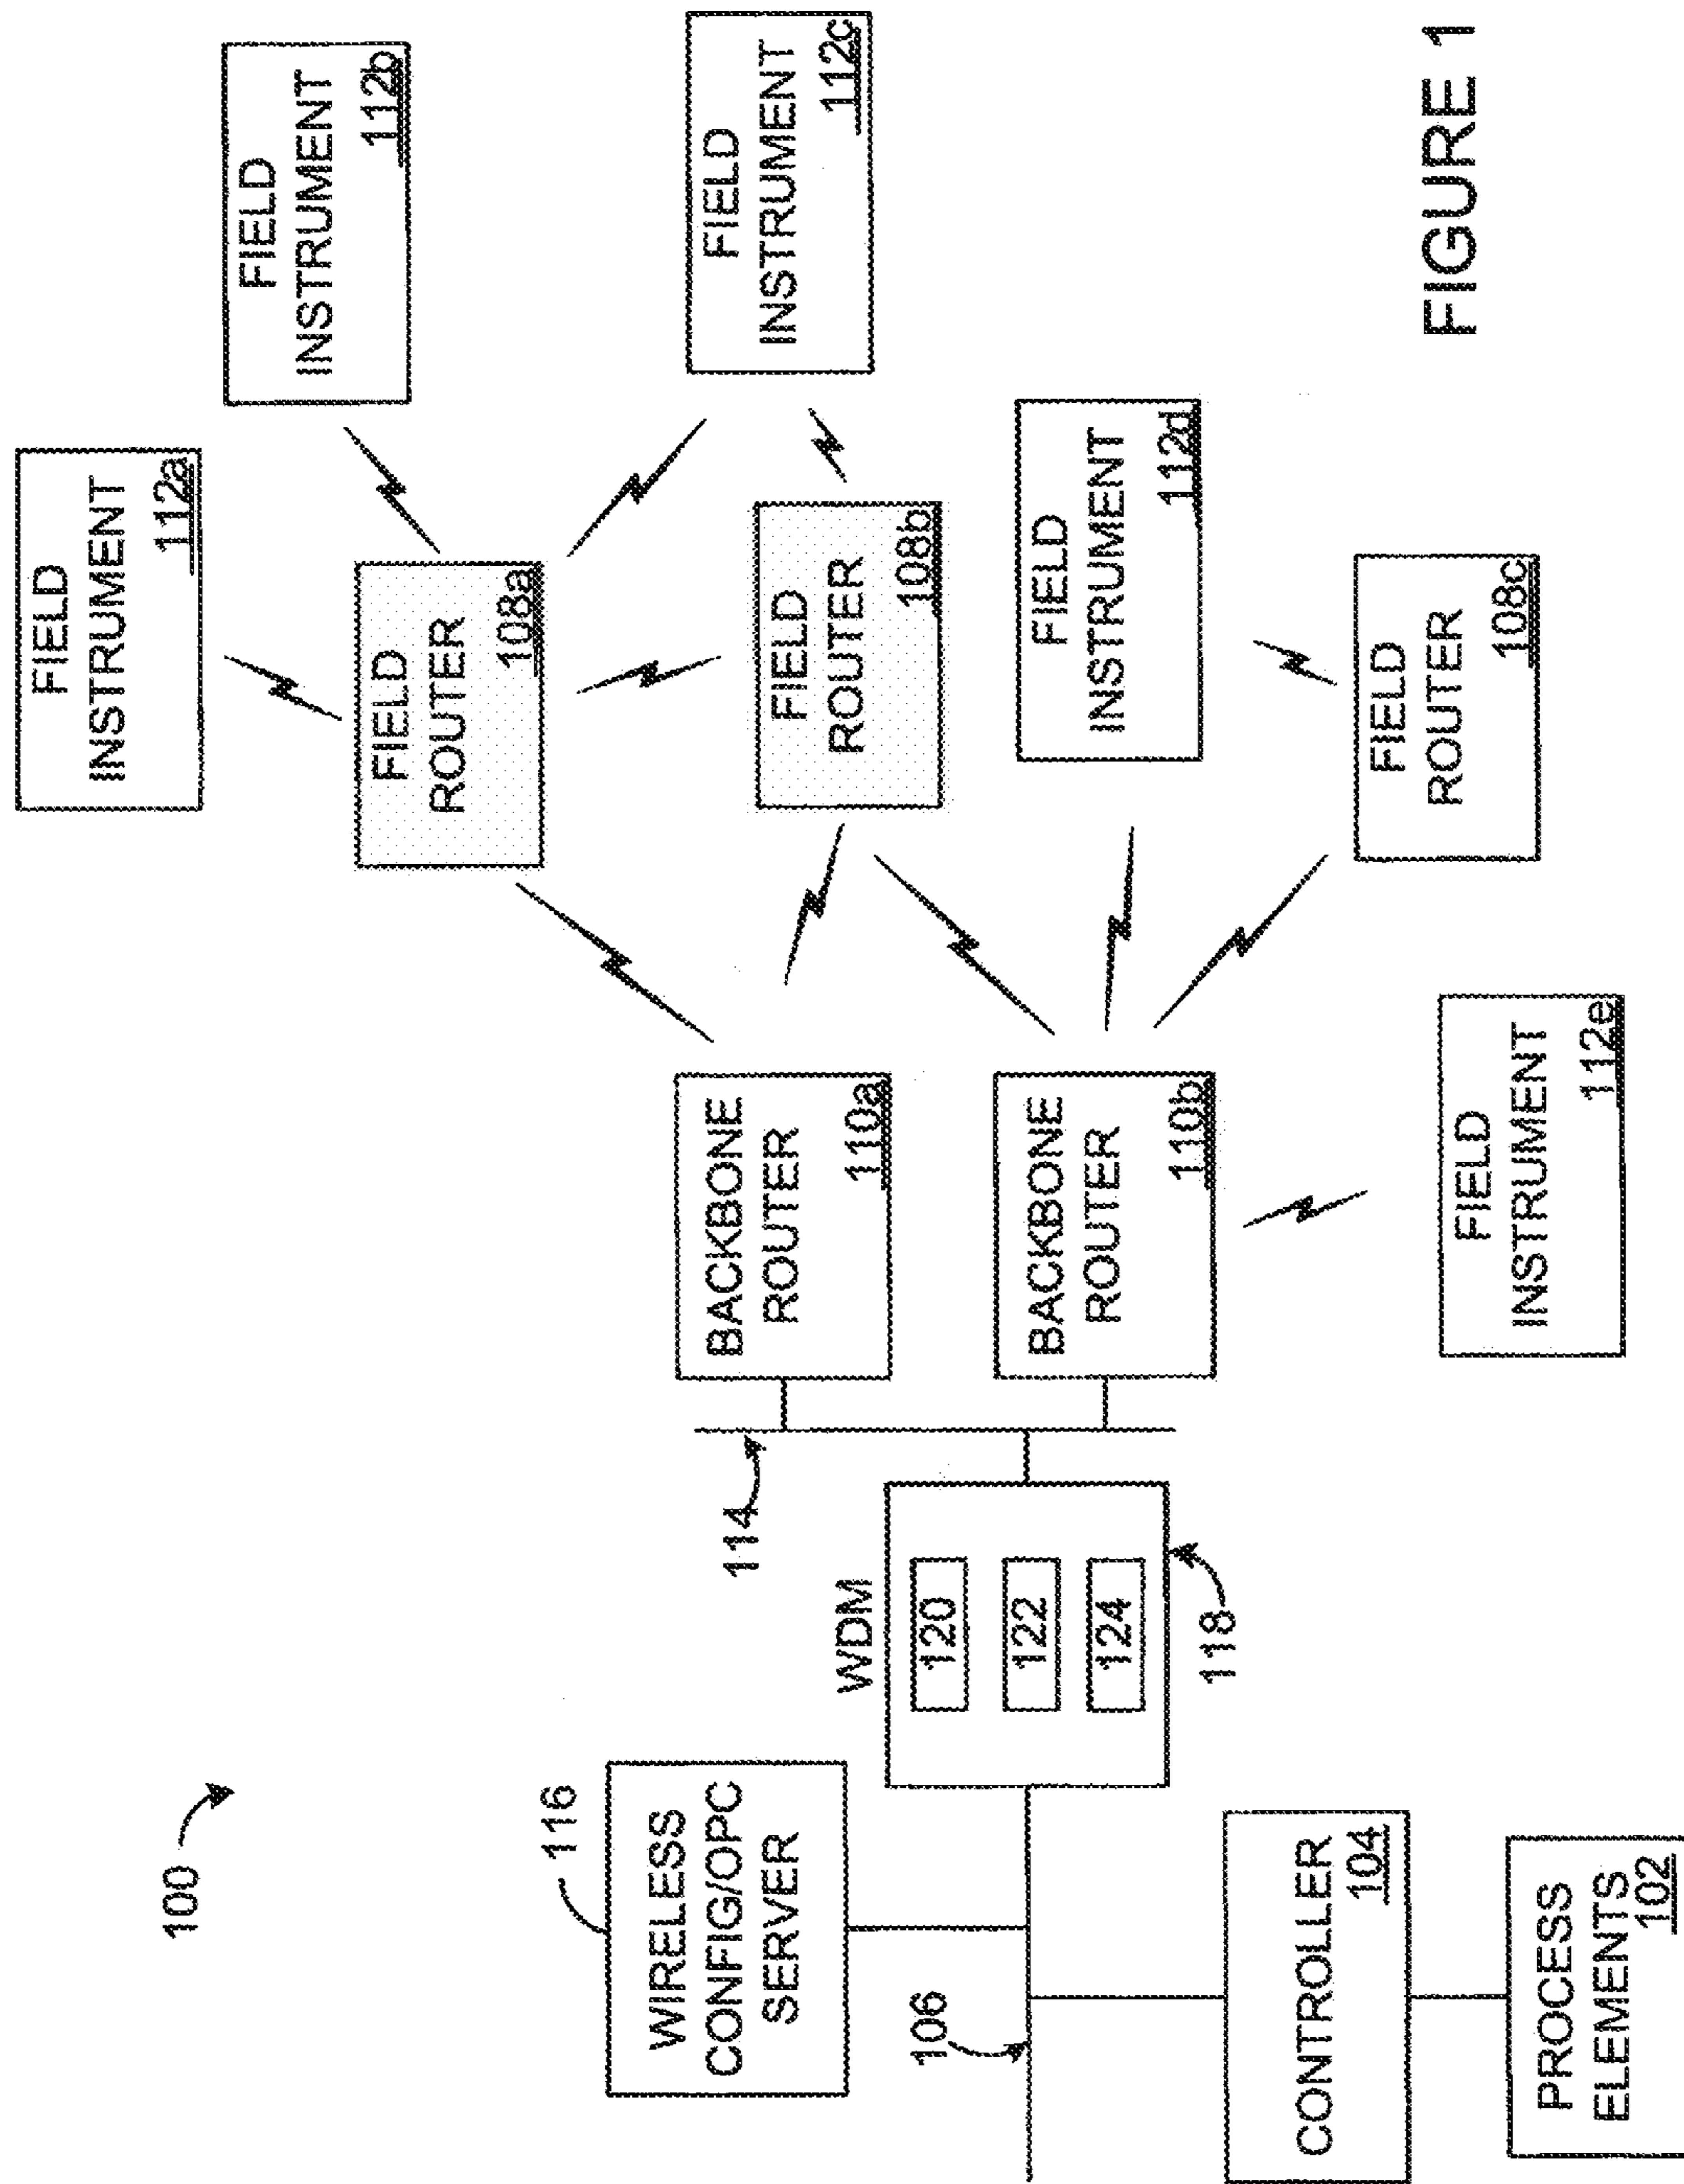 100
WIRELESS
CONFIG/OPC
SERVER
116
106
CONTROLLER
104
PROCESS
ELEMENTS
102
WDM
120
122
124
118
114
BACKBONE
ROUTER
110a
BACKBONE
ROUTER
110b
FIELD
INSTRUMENT
112e
FIELD
ROUTER
108a
FIELD
ROUTER
108b
FIELD
ROUTER
108c
FIELD
INSTRUMENT
112a
FIELD
INSTRUMENT
112b
FIELD
INSTRUMENT
112c
FIELD
INSTRUMENT
112d
FIGURE 1